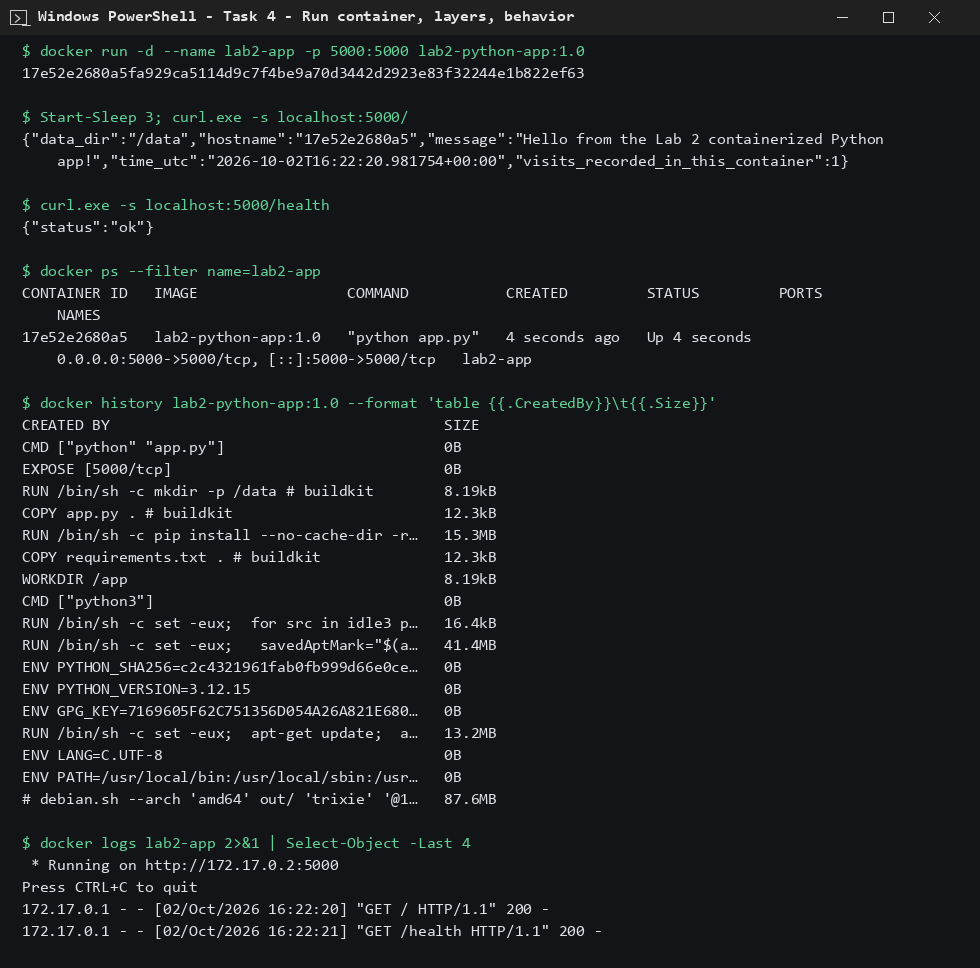 Windows PowerShell - Task 4 - Run container, layers, behavior
$ docker run -d --name lab2-app -p 5000:5000 lab2-python-app:1.0
17e52e2680a5fa929ca5114d9c7f4be9a70d3442d2923e83f32244e1b822ef63
$ Start-Sleep 3; curl.exe -s localhost:5000/
{"data_dir":"/data","hostname":"17e52e2680a5","message":"Hello from the Lab 2 containerized Python
app!","time_utc":"2026-10-02T16:22:20.981754+00:00","visits_recorded_in_this_container":1}
$ curl.exe -s localhost:5000/health
{"status":"ok"}
$ docker ps --filter name=lab2-app
CONTAINER ID   IMAGE                 COMMAND           CREATED         STATUS         PORTS
NAMES
17e52e2680a5   lab2-python-app:1.0   "python app.py"   4 seconds ago   Up 4 seconds
0.0.0.0:5000->5000/tcp, [::]:5000->5000/tcp   lab2-app
$ docker history lab2-python-app:1.0 --format 'table {{.CreatedBy}}\t{{.Size}}'
CREATED BY                                      SIZE
CMD ["python" "app.py"]                         0B
EXPOSE [5000/tcp]                               0B
RUN /bin/sh -c mkdir -p /data # buildkit        8.19kB
COPY app.py . # buildkit                        12.3kB
RUN /bin/sh -c pip install --no-cache-dir -r…   15.3MB
COPY requirements.txt . # buildkit              12.3kB
WORKDIR /app                                    8.19kB
CMD ["python3"]                                 0B
RUN /bin/sh -c set -eux;  for src in idle3 p…   16.4kB
RUN /bin/sh -c set -eux;   savedAptMark="$(a…   41.4MB
ENV PYTHON_SHA256=c2c4321961fab0fb999d66e0ce…   0B
ENV PYTHON_VERSION=3.12.15                      0B
ENV GPG_KEY=7169605F62C751356D054A26A821E680…   0B
RUN /bin/sh -c set -eux;  apt-get update;  a…   13.2MB
ENV LANG=C.UTF-8                                0B
ENV PATH=/usr/local/bin:/usr/local/sbin:/usr…   0B
# debian.sh --arch 'amd64' out/ 'trixie' '@1…   87.6MB
$ docker logs lab2-app 2>&1 | Select-Object -Last 4
* Running on http://172.17.0.2:5000
Press CTRL+C to quit
172.17.0.1 - - [02/Oct/2026 16:22:20] "GET / HTTP/1.1" 200 -
172.17.0.1 - - [02/Oct/2026 16:22:21] "GET /health HTTP/1.1" 200 -